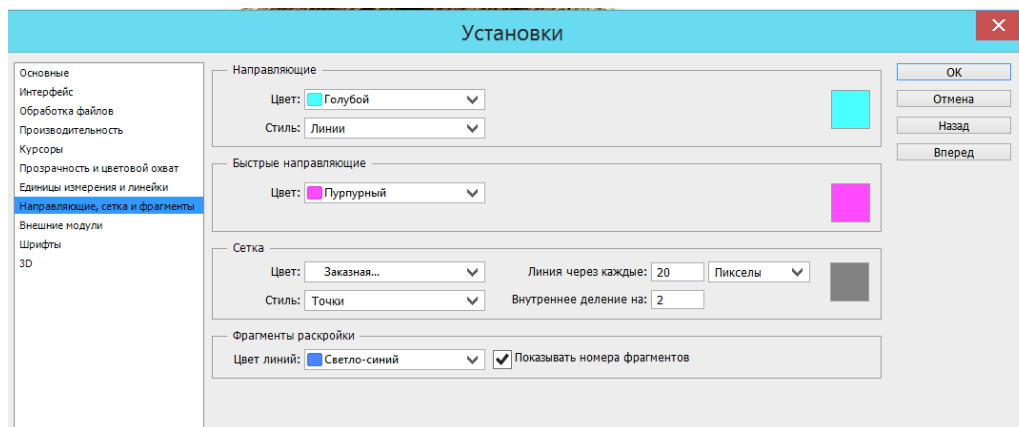 Установки
Основные
Интерфейс
Обработка файлов
Производительность
Курсоры
Прозрачность и цветовой охват
Единицы измерения и линейки
Направляющие, сетка и фрагменты
Внешние модули
Шрифты
3D
Направляющие
Цвет: Голубой
Стиль: Линии
Быстрые направляющие
Цвет: Пурпурный
Сетка
Цвет: Заказная... Линия через каждые: 20 Пикселы
Стиль: Точки Внутреннее деление на: 2
Фрагменты раскройки
Цвет линий: Светло-синий Показывать номера фрагментов
ОК
Отмена
Назад
Вперед